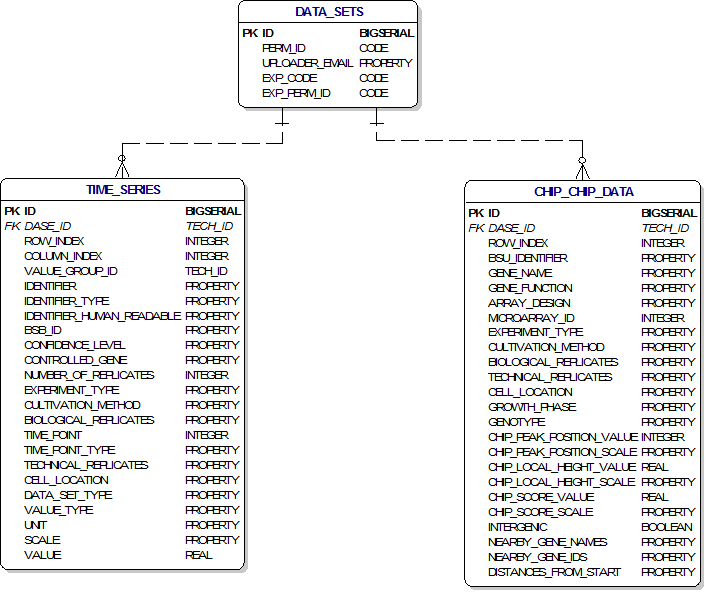 DATA_SETS
PK ID BIGSERIAL
PERM_ID CODE
UPLOADER_EMAIL PROPERTY
EXP_CODE CODE
EXP_PERM_ID CODE
TIME_SERIES
PK ID BIGSERIAL
FK DASE_ID TECH_ID
ROW_INDEX INTEGER
COLUMN_INDEX INTEGER
VALUE_GROUP_ID TECH_ID
IDENTIFIER PROPERTY
IDENTIFIER_TYPE PROPERTY
IDENTIFIER_HUMAN_READABLE PROPERTY
BSB_ID PROPERTY
CONFIDENCE_LEVEL PROPERTY
CONTROLLED_GENE PROPERTY
NUMBER_OF_REPLICATES INTEGER
EXPERIMENT_TYPE PROPERTY
CULTIVATION_METHOD PROPERTY
BIOLOGICAL_REPLICATES PROPERTY
TIME_POINT INTEGER
TIME_POINT_TYPE PROPERTY
TECHNICAL_REPLICATES PROPERTY
CELL_LOCATION PROPERTY
DATA_SET_TYPE PROPERTY
VALUE_TYPE PROPERTY
UNIT PROPERTY
SCALE PROPERTY
VALUE REAL
CHIP_CHIP_DATA
PK ID BIGSERIAL
FK DASE_ID TECH_ID
ROW_INDEX INTEGER
BSU_IDENTIFIER PROPERTY
GENE_NAME PROPERTY
GENE_FUNCTION PROPERTY
ARRAY_DESIGN PROPERTY
MICROARRAY_ID INTEGER
EXPERIMENT_TYPE PROPERTY
CULTIVATION_METHOD PROPERTY
BIOLOGICAL_REPLICATES PROPERTY
TECHNICAL_REPLICATES PROPERTY
CELL_LOCATION PROPERTY
GROWTH_PHASE PROPERTY
GENOTYPE PROPERTY
CHIP_PEAK_POSITION_VALUE INTEGER
CHIP_PEAK_POSITION_SCALE PROPERTY
CHIP_LOCAL_HEIGHT_VALUE REAL
CHIP_LOCAL_HEIGHT_SCALE PROPERTY
CHIP_SCORE_VALUE REAL
CHIP_SCORE_SCALE PROPERTY
INTERGENIC BOOLEAN
NEARBY_GENE_NAMES PROPERTY
NEARBY_GENE_IDS PROPERTY
DISTANCES_FROM_START PROPERTY